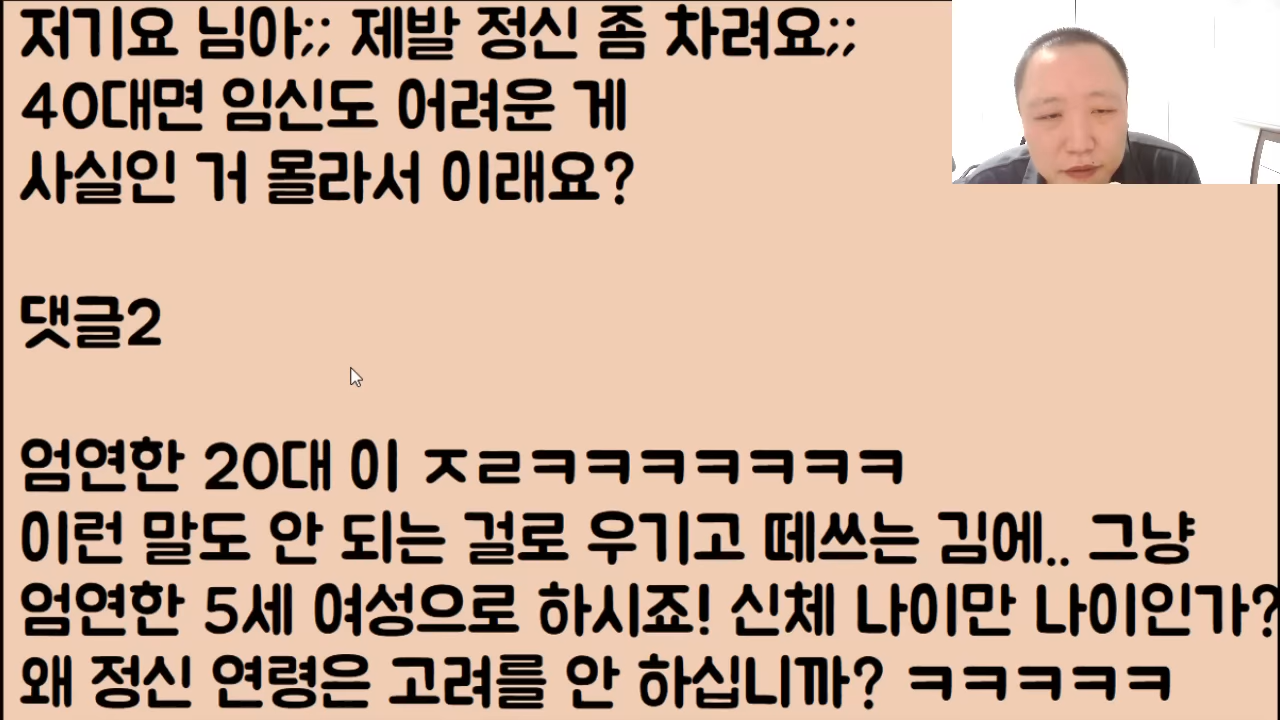 저기요 님아;; 제발 정신 좀 차려요;;
40대면 임신도 어려운 게
사실인 거 몰라서 이래요?
댓글2
엄연한 20대 이 ㅈㄹㅋㅋㅋㅋㅋㅋㅋ
이런 말도 안 되는 걸로 우기고 떼쓰는 김에.. 그냥
엄연한 5세 여성으로 하시죠! 신체 나이만 나이인가?
왜 정신 연령은 고려를 안 하십니까? ㅋㅋㅋㅋㅋ